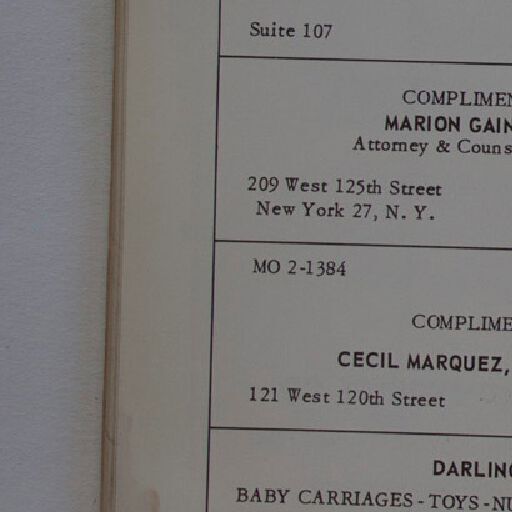 Suite 107
COMPLIMEN
MARION GAIN
Attorney & Couns
209 West 125th Street
New York 27, N. Y.
MO 2-1384
COMPLIME
CECIL MARQUEZ,
121 West 120th Street
DARLING
BABY CARRIAGES - TOYS - NU